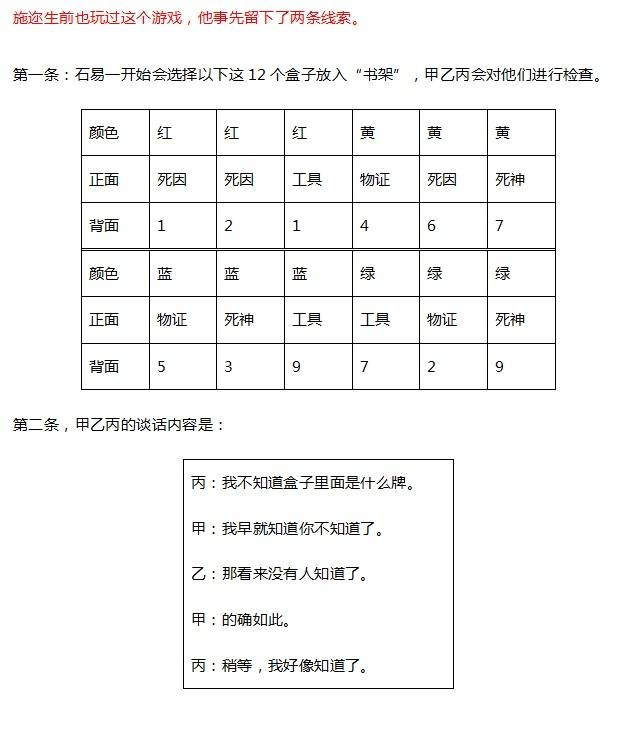 施迩生前也玩过这个游戏，他事先留下了两条线索。
第一条：石易一开始会选择以下这 12 个盒子放入“书架”，甲乙丙会对他们进行检查。
颜色 红 红 红 黄 黄 黄
正面 死因 死因 工具 物证 死因 死神
背面 1 2 1 4 6 7
颜色 蓝 蓝 蓝 绿 绿 绿
正面 物证 死神 工具 工具 物证 死神
背面 5 3 9 7 2 9
第二条，甲乙丙的谈话内容是：
丙：我不知道盒子里面是什么牌。
甲：我早就知道你不知道了。
乙：那看来没有人知道了。
甲：的确如此。
丙：稍等，我好像知道了。